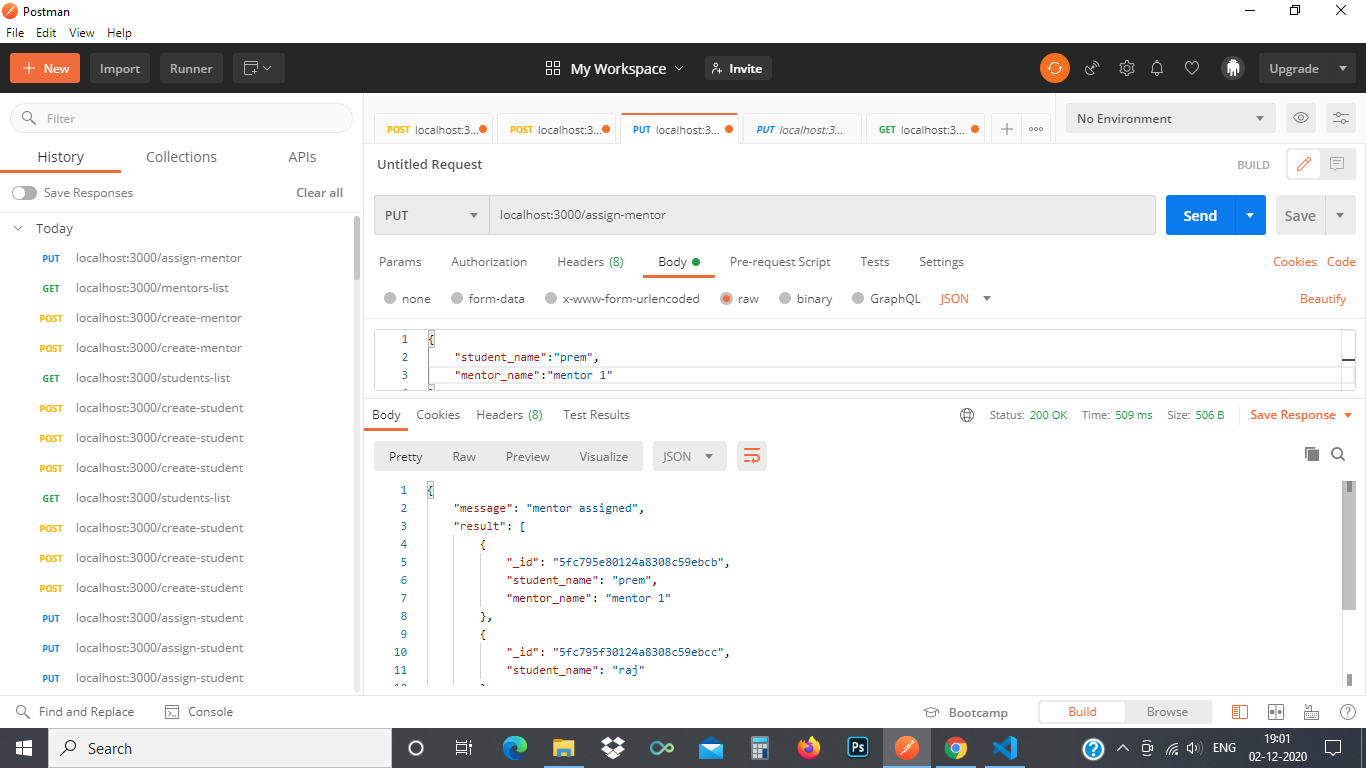 Postman
File Edit View Help
New Import Runner My Workspace Invite Upgrade
Filter
History Collections APIs
Save Responses Clear all
Today
PUT localhost:3000/assign-mentor
GET localhost:3000/mentors-list
POST localhost:3000/create-mentor
POST localhost:3000/create-mentor
GET localhost:3000/students-list
POST localhost:3000/create-student
POST localhost:3000/create-student
POST localhost:3000/create-student
GET localhost:3000/students-list
POST localhost:3000/create-student
POST localhost:3000/create-student
POST localhost:3000/create-student
PUT localhost:3000/assign-student
PUT localhost:3000/assign-student
PUT localhost:3000/assign-student
POST localhost:3... POST localhost:3... PUT localhost:3... PUT localhost:3... GET localhost:3... No Environment
Untitled Request BUILD
PUT localhost:3000/assign-mentor Send Save
Params Authorization Headers (8) Body Pre-request Script Tests Settings Cookies Code
none form-data x-www-form-urlencoded raw binary GraphQL JSON Beautify
1 {
2 "student_name":"prem",
3 "mentor_name":"mentor 1"
Body Cookies Headers (8) Test Results Status: 200 OK Time: 509 ms Size: 506 B Save Response
Pretty Raw Preview Visualize JSON
1 {
2 "message": "mentor assigned",
3 "result": [
4 {
5 "_id": "5fc795e80124a8308c59ebcb",
6 "student_name": "prem",
7 "mentor_name": "mentor 1"
8 },
9 {
10 "_id": "5fc795f30124a8308c59ebcc",
11 "student_name": "raj"
Find and Replace Console Bootcamp Build Browse
Search Ps ENG 19:01
02-12-2020